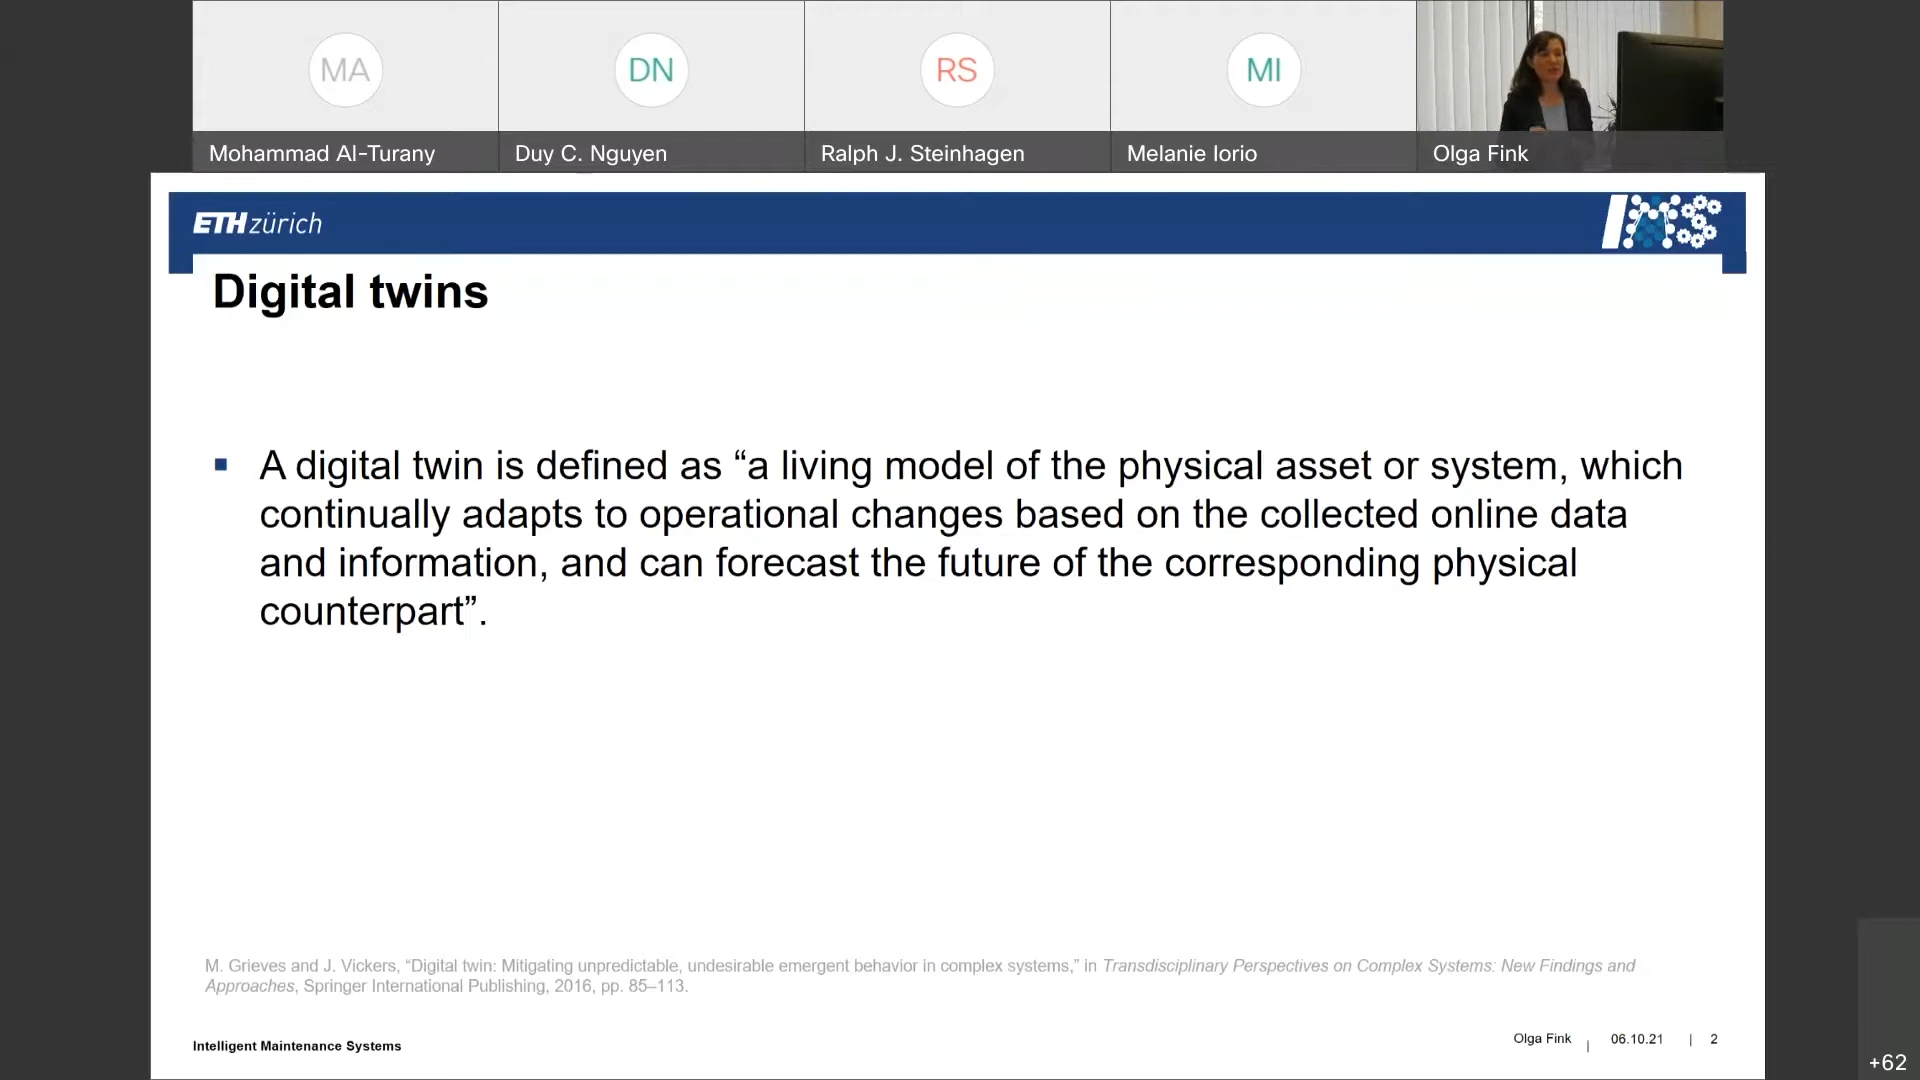 MA
DN
RS
MI
Mohammad Al-Turany
Duy C. Nguyen
Ralph J. Steinhagen
Melanie Iorio
Olga Fink
ETH zürich
IMS
Digital twins
▪ A digital twin is defined as “a living model of the physical asset or system, which
continually adapts to operational changes based on the collected online data
and information, and can forecast the future of the corresponding physical
counterpart”.
M. Grieves and J. Vickers, “Digital twin: Mitigating unpredictable, undesirable emergent behavior in complex systems,” in Transdisciplinary Perspectives on Complex Systems: New Findings and
Approaches, Springer International Publishing, 2016, pp. 85–113.
Intelligent Maintenance Systems
Olga Fink | 06.10.21 | 2
+62